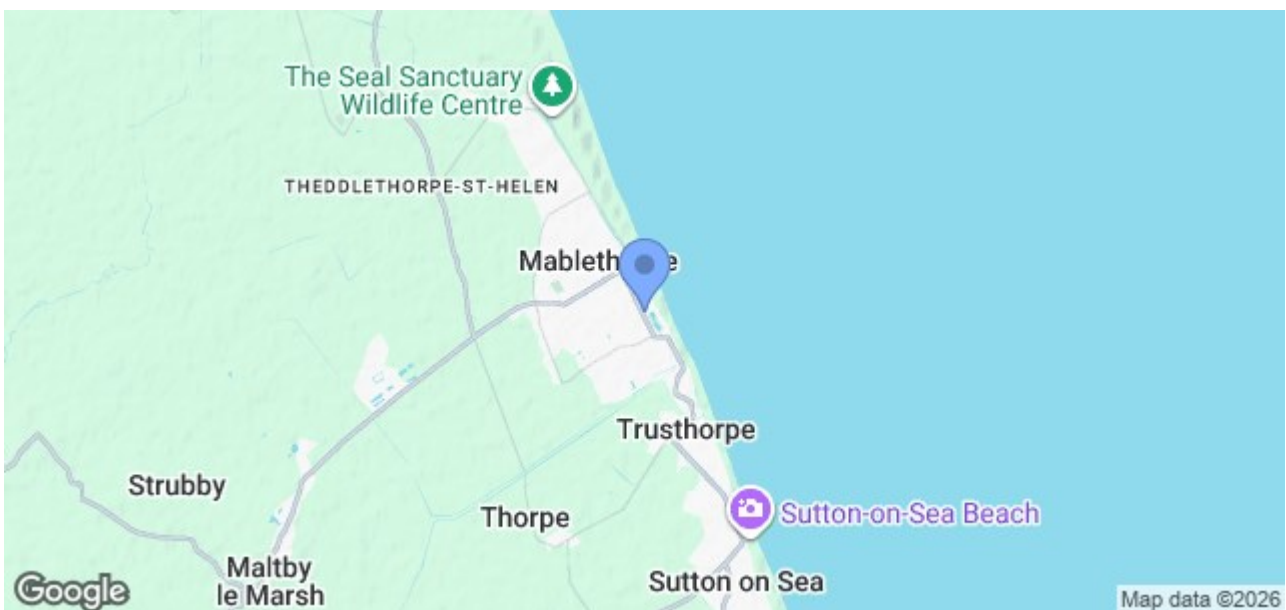 The Seal Sanctuary
Wildlife Centre
THEDDLETHORPE-ST-HELEN
Mableth e
Trusthorpe
Strubby
Thorpe
Sutton-on-Sea Beach
Maltby
le Marsh
Sutton on Sea
Google
Map data ©2026